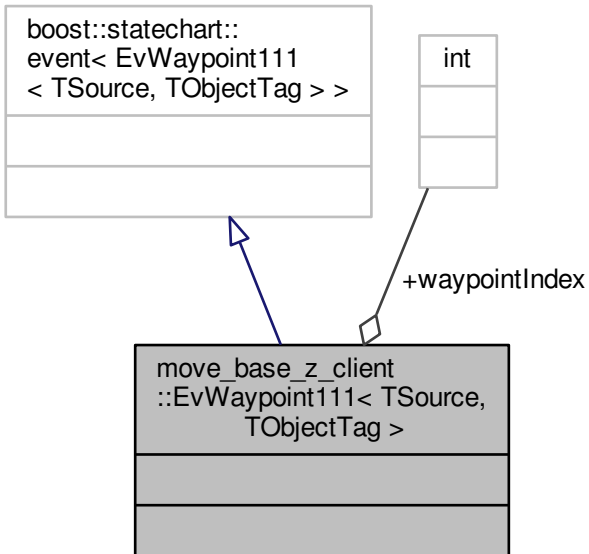 boost::statechart::
event< EvWaypoint111
< TSource, TObjectTag > >
int
+waypointIndex
move_base_z_client
::EvWaypoint111< TSource,
TObjectTag >